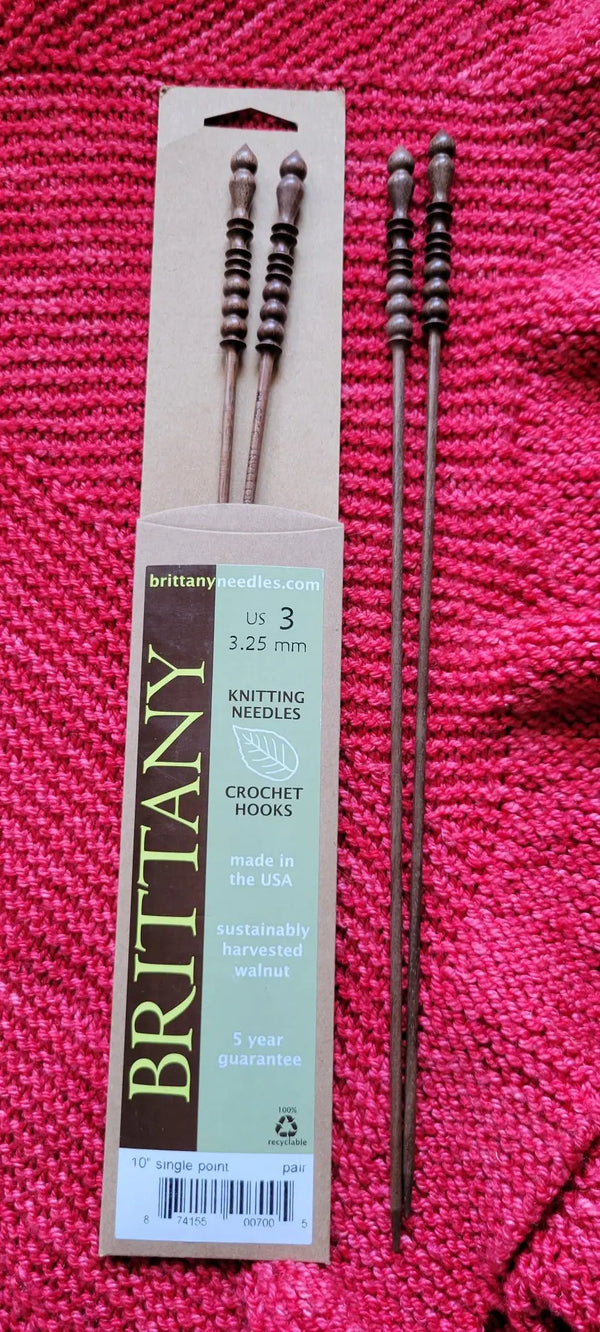 brittanyneedles.com
US 3
3.25 mm
BRITTANY
KNITTING
NEEDLES
CROCHET
HOOKS
made in
the USA
sustainably
harvested
walnut
5 year
guarantee
100%
recyclable
10" single point pair
8 74155 00700 5